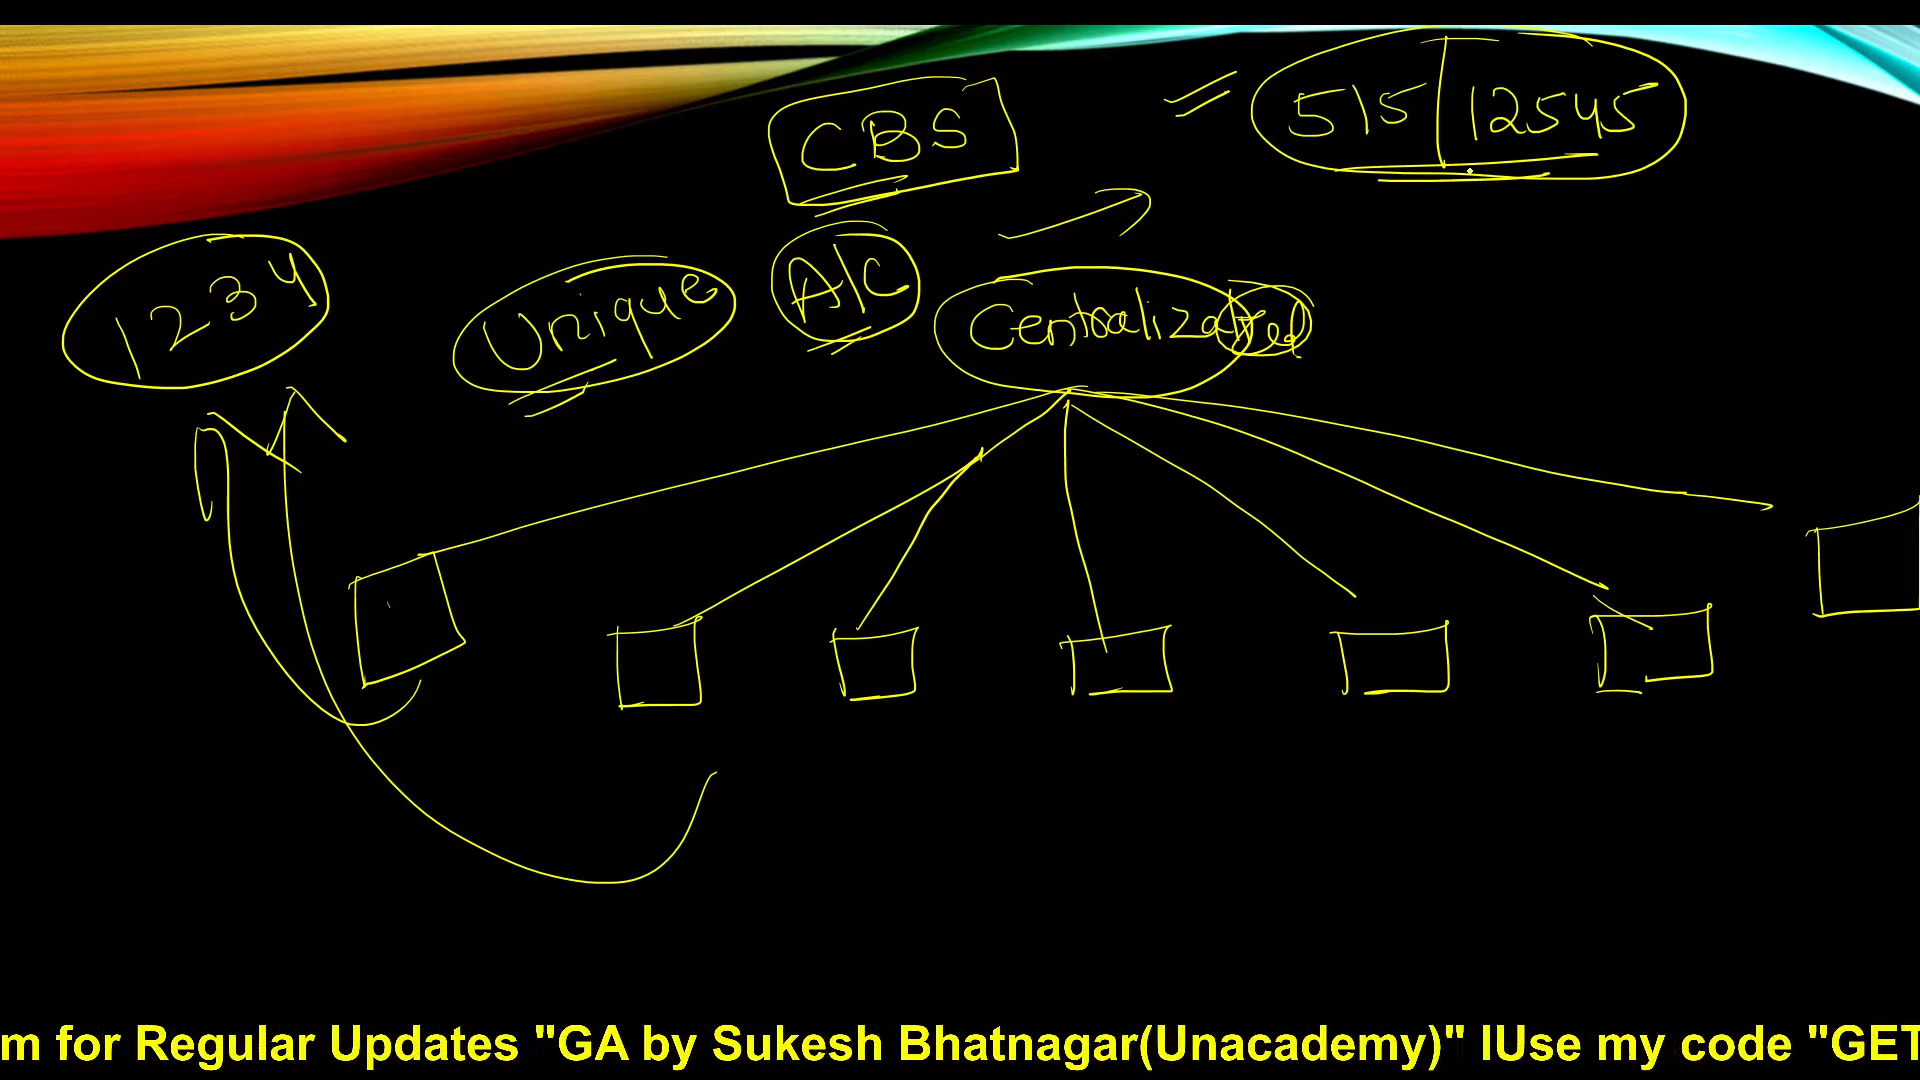 CBS
= 515|12545
1234
Unique
A/C
Centralized
m for Regular Updates "GA by Sukesh Bhatnagar(Unacademy)" lUse my code "GET